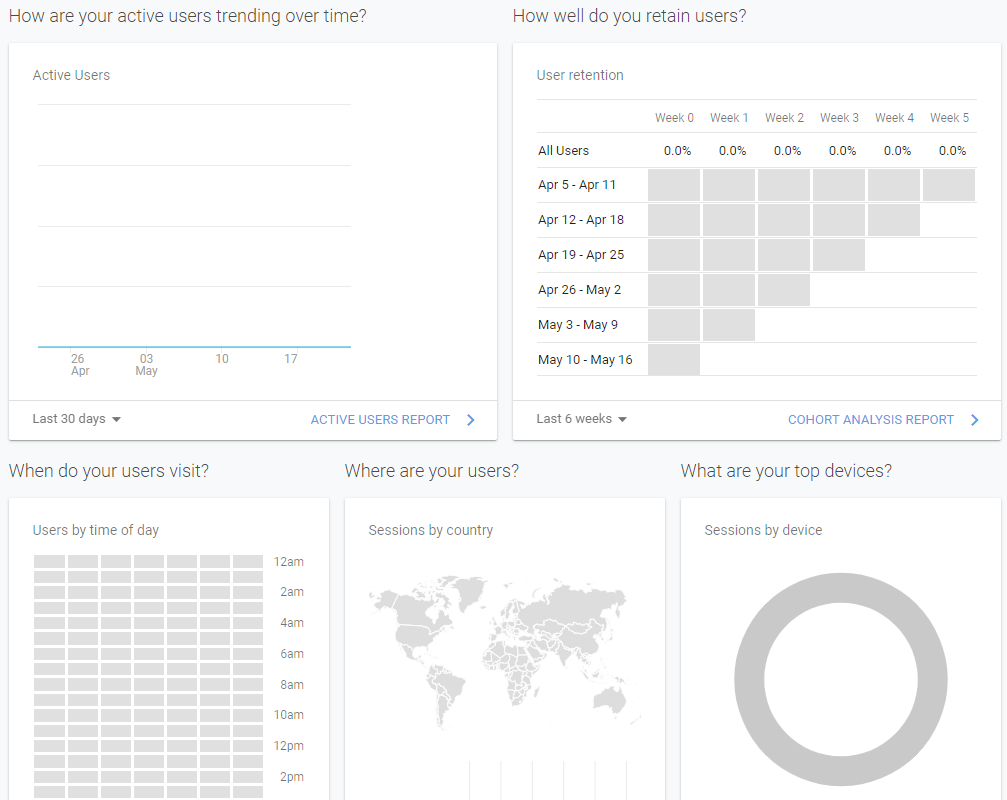 How are your active users trending over time?
Active Users
26 Apr
03 May
10
17
Last 30 days
ACTIVE USERS REPORT
How well do you retain users?
User retention
Week 0 Week 1 Week 2 Week 3 Week 4 Week 5
All Users 0.0% 0.0% 0.0% 0.0% 0.0% 0.0%
Apr 5 - Apr 11
Apr 12 - Apr 18
Apr 19 - Apr 25
Apr 26 - May 2
May 3 - May 9
May 10 - May 16
Last 6 weeks
COHORT ANALYSIS REPORT
When do your users visit?
Users by time of day
12am
2am
4am
6am
8am
10am
12pm
2pm
Where are your users?
Sessions by country
What are your top devices?
Sessions by device